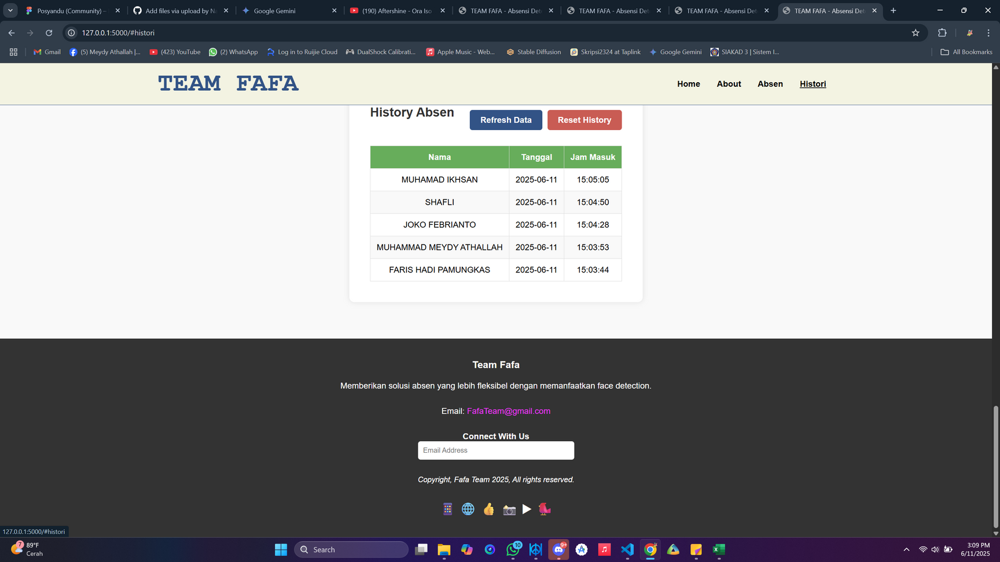 Posyandu (Community) –
Add files via upload by Na
Google Gemini
(190) Aftershine - Ora Iso
TEAM FAFA - Absensi Det
TEAM FAFA - Absensi Det
TEAM FAFA - Absensi Det
TEAM FAFA - Absensi Det
127.0.0.1:5000/#histori
Gmail
(5) Meydy Athallah |...
(423) YouTube
(2) WhatsApp
Log in to Ruijie Cloud
DualShock Calibrati...
Apple Music - Web...
Stable Diffusion
Skripsi2324 at Taplink
Google Gemini
SIAKAD 3 | Sistem I...
All Bookmarks
TEAM FAFA
Home About Absen Histori
History Absen
Refresh Data
Reset History
Nama Tanggal Jam Masuk
MUHAMAD IKHSAN 2025-06-11 15:05:05
SHAFLI 2025-06-11 15:04:50
JOKO FEBRIANTO 2025-06-11 15:04:28
MUHAMMAD MEYDY ATHALLAH 2025-06-11 15:03:53
FARIS HADI PAMUNGKAS 2025-06-11 15:03:44
Team Fafa
Memberikan solusi absen yang lebih fleksibel dengan memanfaatkan face detection.
Email: FafaTeam@gmail.com
Connect With Us
Email Address
Copyright, Fafa Team 2025, All rights reserved.
127.0.0.1:5000/#histori
7
89°F
Cerah
Search
10
9+
3:09 PM
6/11/2025